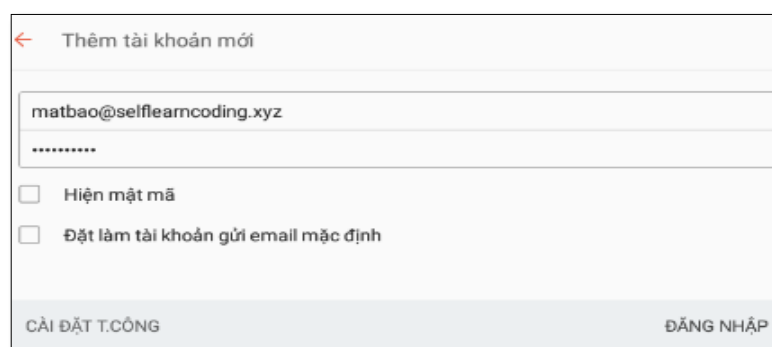 Thêm tài khoản mới
matbao@selflearncoding.xyz
••••••••••
Hiện mật mã
Đặt làm tài khoản gửi email mặc định
CÀI ĐẶT T.CÔNG
ĐĂNG NHẬP